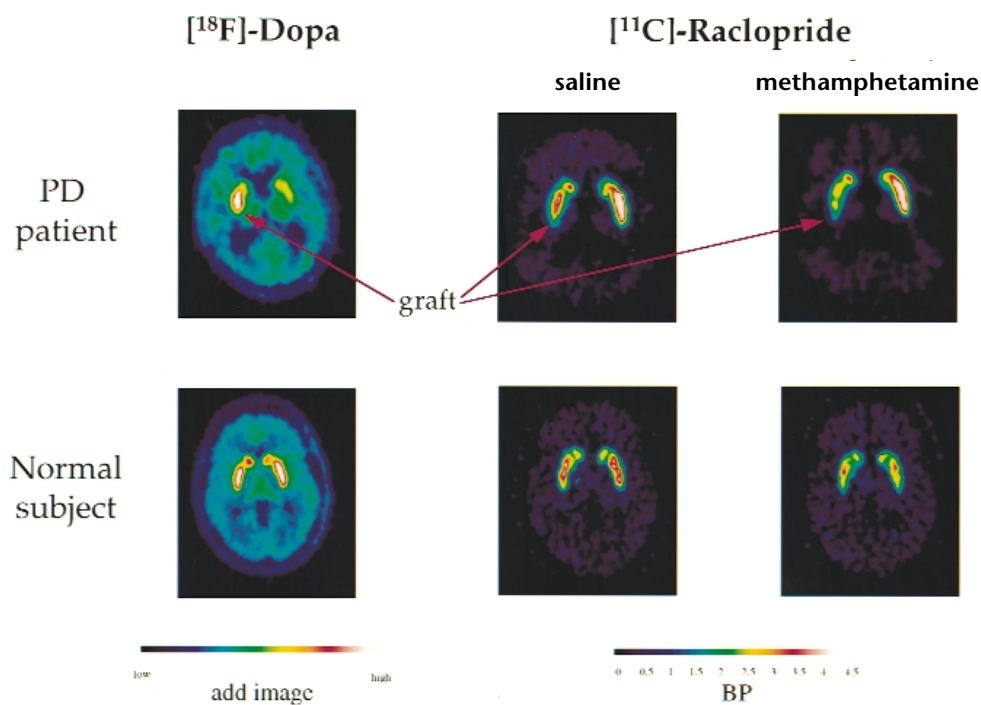 [¹⁸F]-Dopa
[¹¹C]-Raclopride
saline
methamphetamine
PD
patient
graft
Normal
subject
low
high
add image
0 0.5 1 1.5 2 2.5 3 3.5 4 4.5
BP